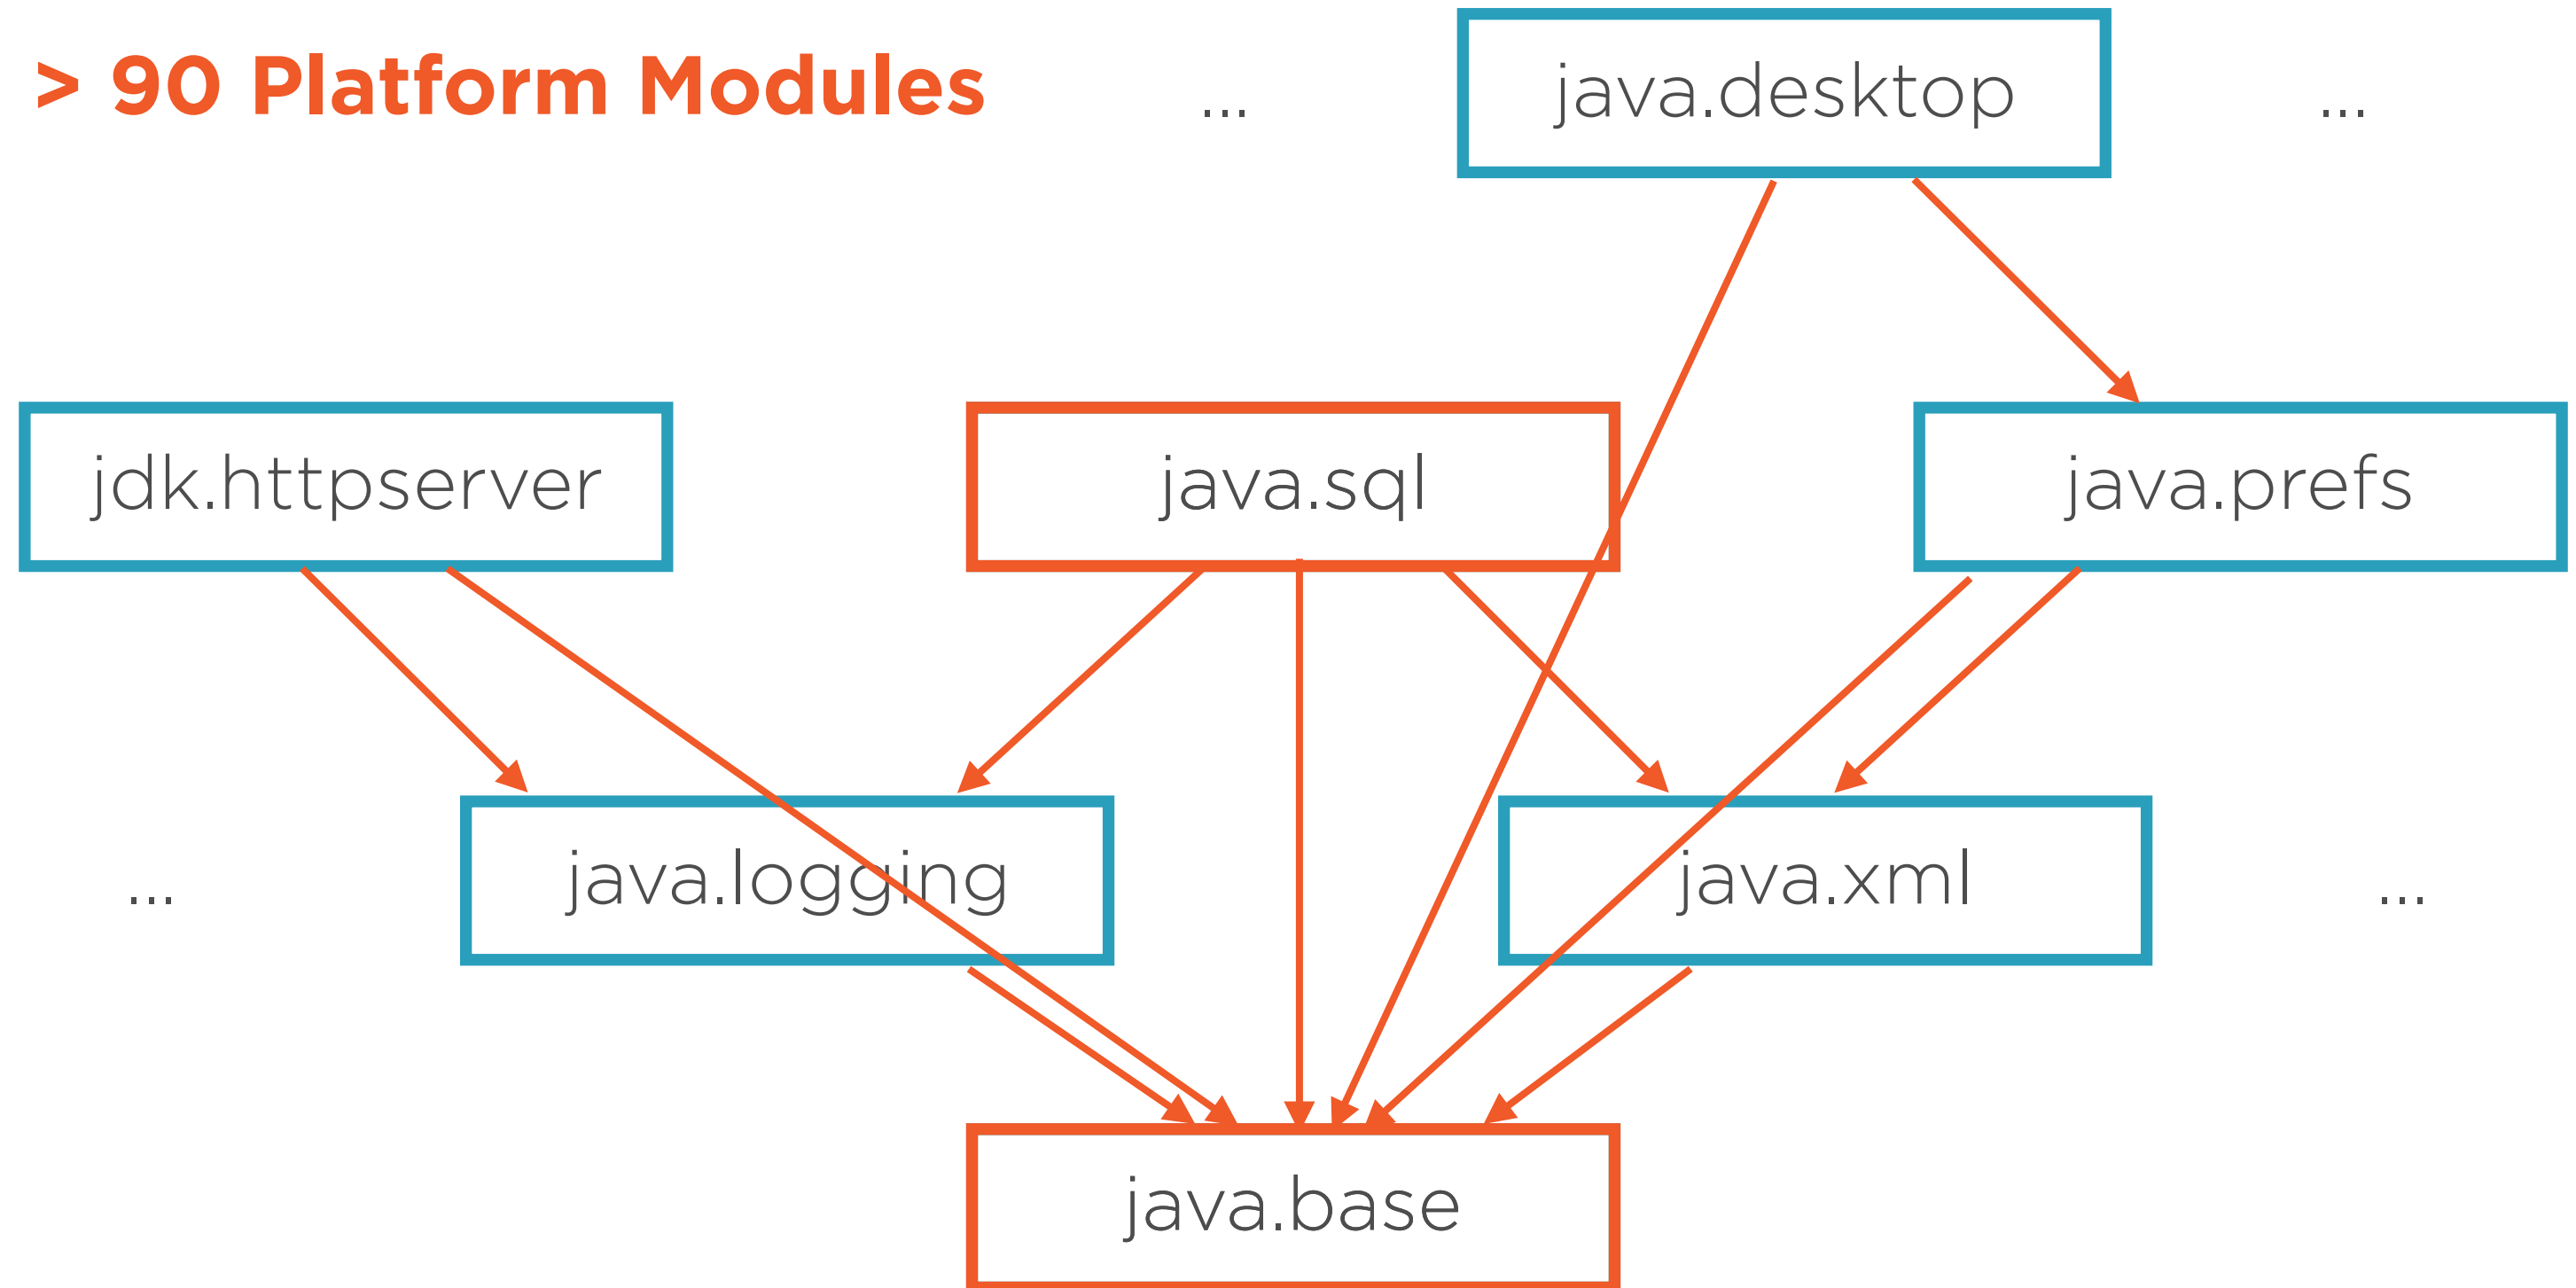 > 90 Platform Modules
...
java.desktop
...
jdk.httpserver
java.sql
java.prefs
...
java.logging
java.xml
...
java.base